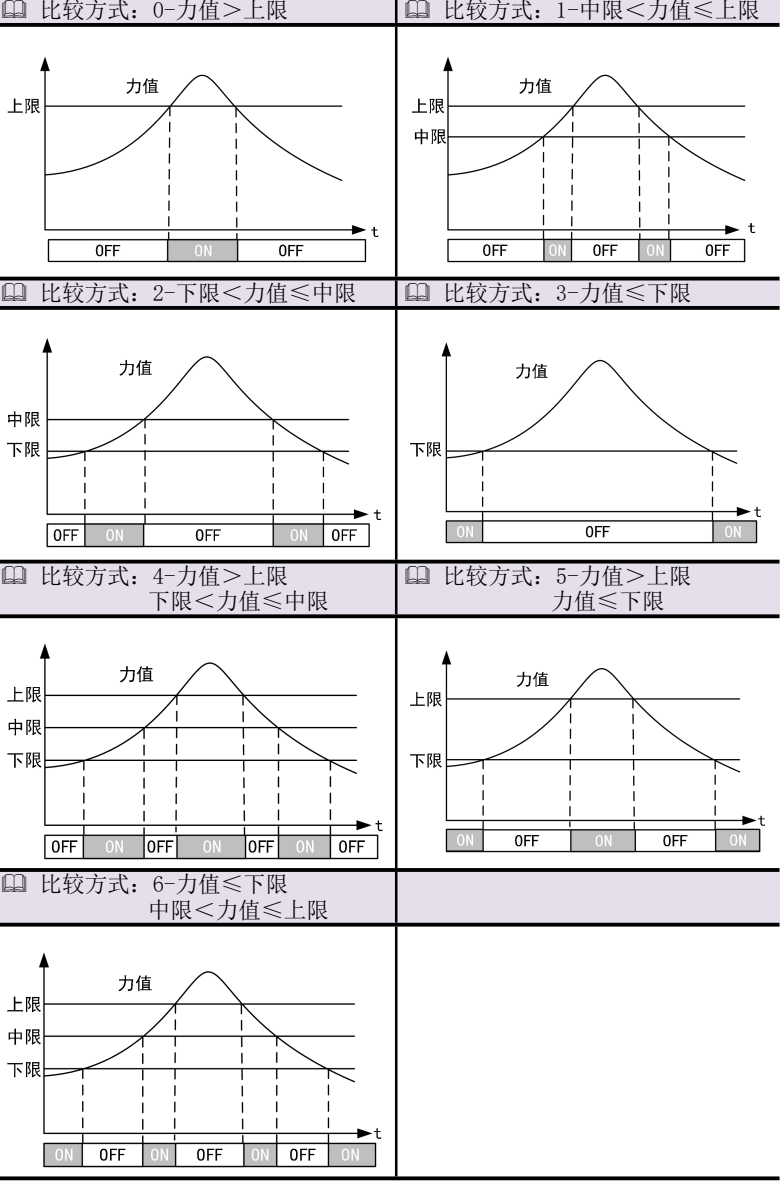 比较方式：0-力值＞上限
力值
上限
t
OFF ON OFF
比较方式：1-中限＜力值≤上限
力值
上限
中限
t
OFF ON OFF ON OFF
比较方式：2-下限＜力值≤中限
力值
中限
下限
t
OFF ON OFF ON OFF
比较方式：3-力值≤下限
力值
下限
t
ON OFF ON
比较方式：4-力值＞上限
下限＜力值≤中限
力值
上限
中限
下限
t
OFF ON OFF ON OFF ON OFF
比较方式：5-力值＞上限
力值≤下限
力值
上限
下限
t
ON OFF ON OFF ON
比较方式：6-力值≤下限
中限＜力值≤上限
力值
上限
中限
下限
t
ON OFF ON OFF ON OFF ON